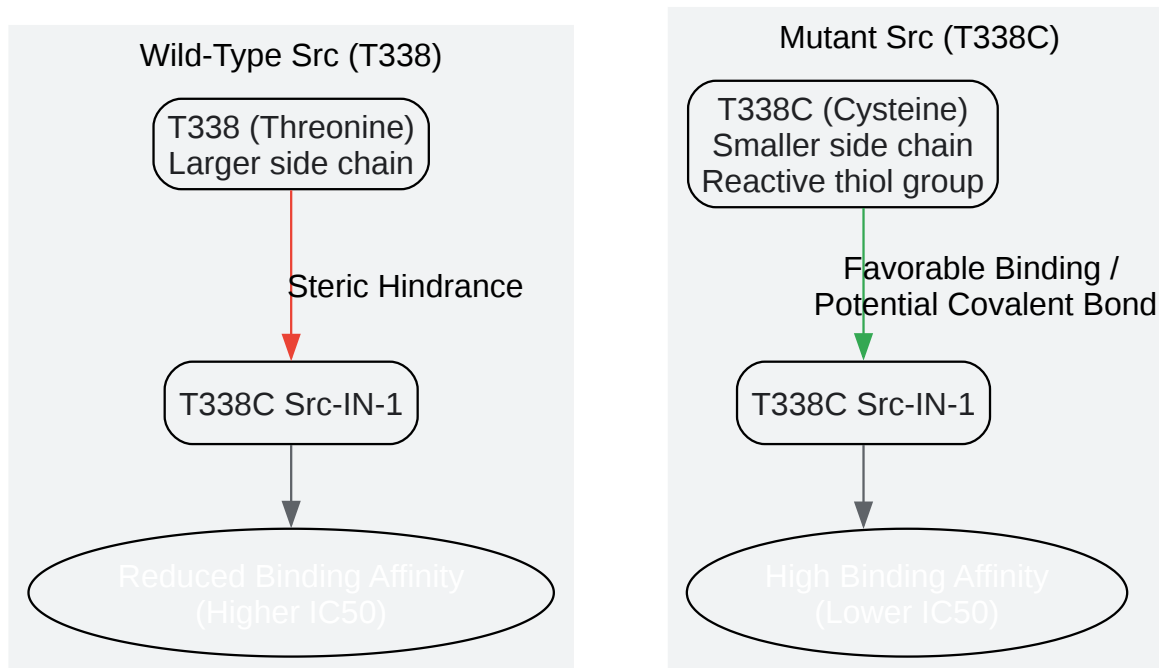 Wild-Type Src (T338)
T338 (Threonine)
Larger side chain
Steric Hindrance
T338C Src-IN-1
Reduced Binding Affinity
(Higher IC50)
Mutant Src (T338C)
T338C (Cysteine)
Smaller side chain
Reactive thiol group
Favorable Binding /
Potential Covalent Bond
T338C Src-IN-1
High Binding Affinity
(Lower IC50)